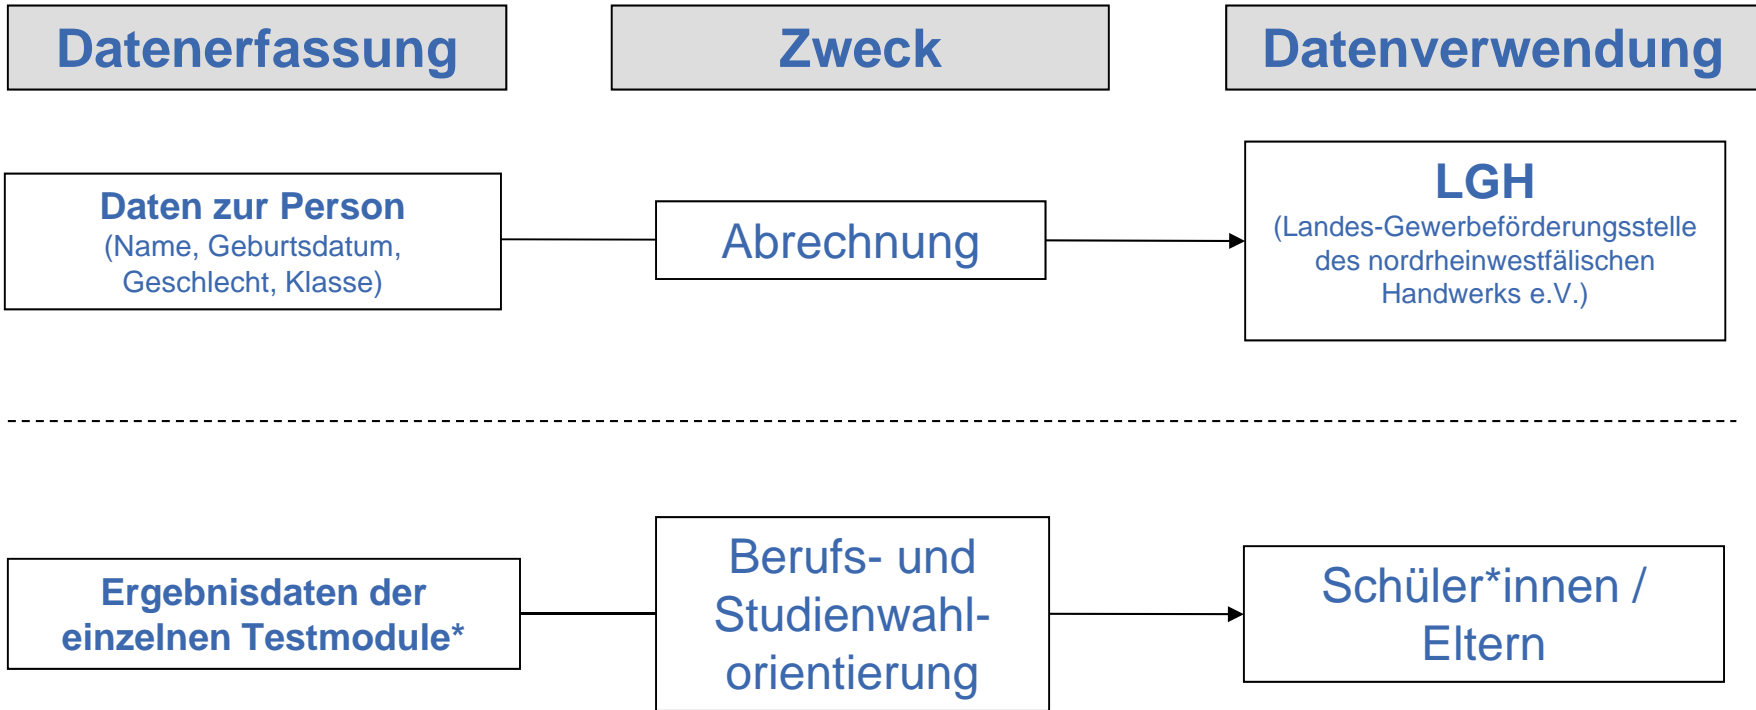 Datenerfassung
Zweck
Datenverwendung
Daten zur Person
(Name, Geburtsdatum,
Geschlecht, Klasse)
Abrechnung
LGH
(Landes-Gewerbeförderungsstelle
des nordrheinwestfälischen
Handwerks e.V.)
Ergebnisdaten der
einzelnen Testmodule*
Berufs- und
Studienwahl-
orientierung
Schüler*innen /
Eltern